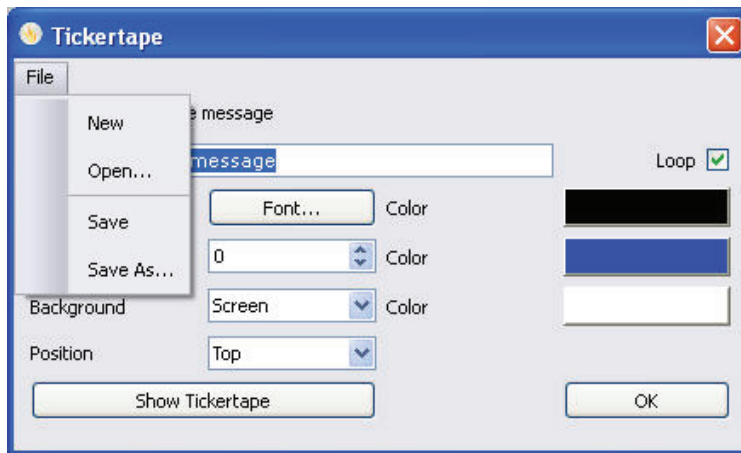 Tickertape
File
New
message
Open...
message
Loop
Save
Font...
Color
Save As...
0
Color
Background
Screen
Color
Position
Top
Show Tickertape
OK